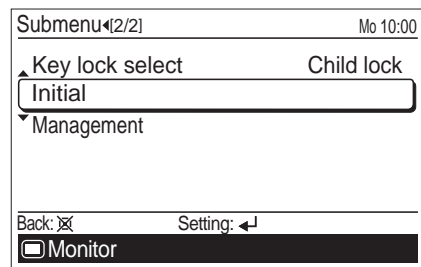 Submenu◂[2/2] Mo 10:00
Key lock select Child lock
Initial
Management
Back: Setting:
Monitor